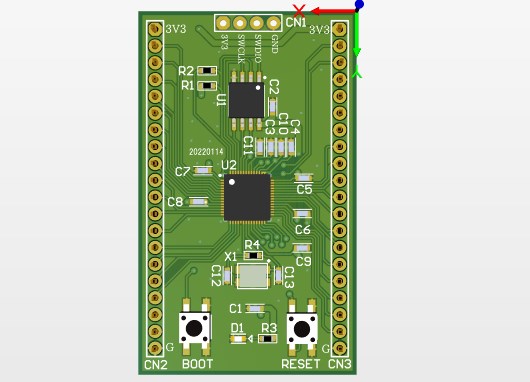 X
CN1
3V3
3V3
3V3
SWCLK
SWDIO
GND
R2
R1
U1
C2
C11
C3
C10
C4
20220114
U2
C7
C5
C8
C6
R4
C9
X1
C12
C13
C1
D1
R3
G
G
CN2
BOOT
RESET
CN3
Y